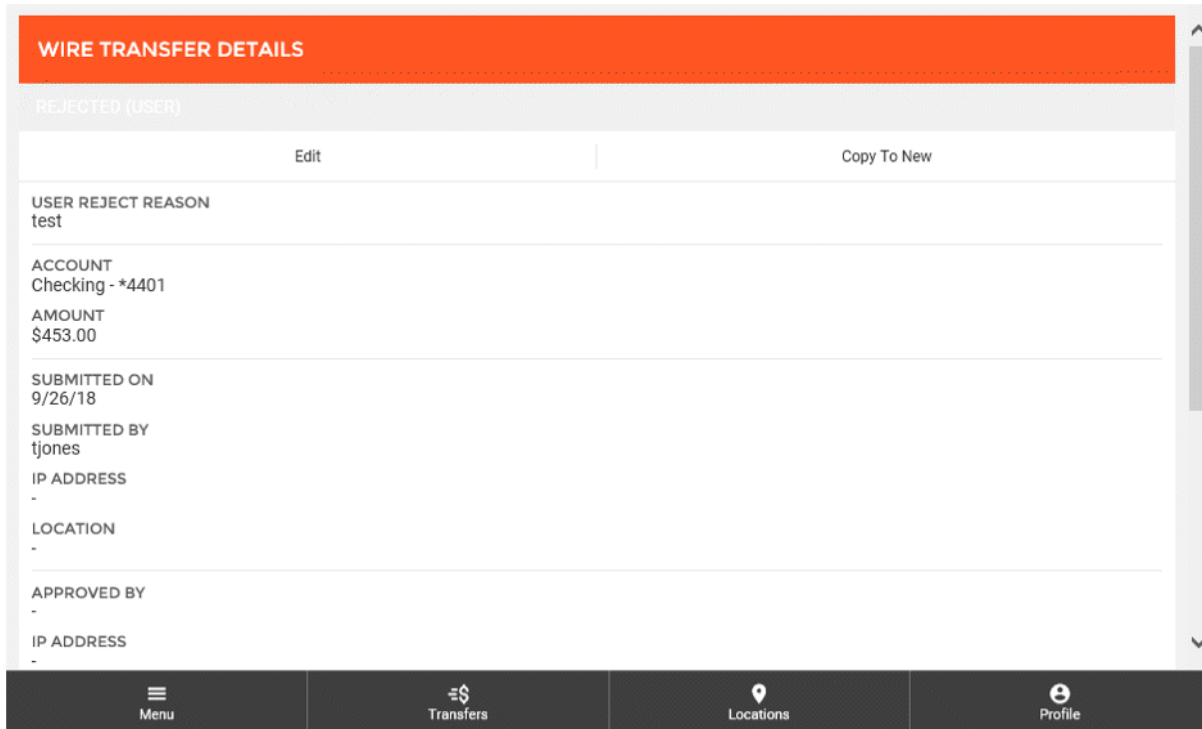 WIRE TRANSFER DETAILS
REJECTED (USER)
Edit
Copy To New
USER REJECT REASON
test
ACCOUNT
Checking - *4401
AMOUNT
$453.00
SUBMITTED ON
9/26/18
SUBMITTED BY
tjones
IP ADDRESS
-
LOCATION
-
APPROVED BY
-
IP ADDRESS
-
Menu
Transfers
Locations
Profile